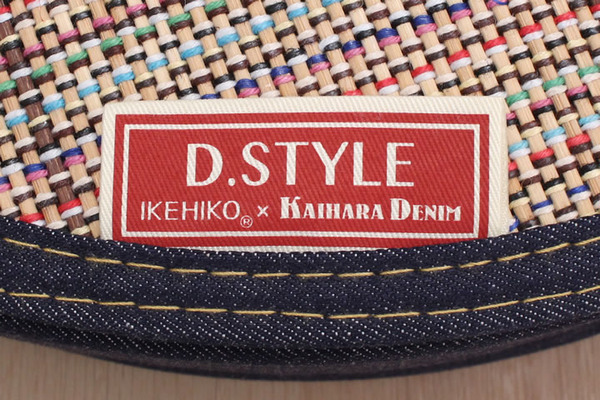 D.STYLE
IKEHIKO® × KAIHARA DENIM